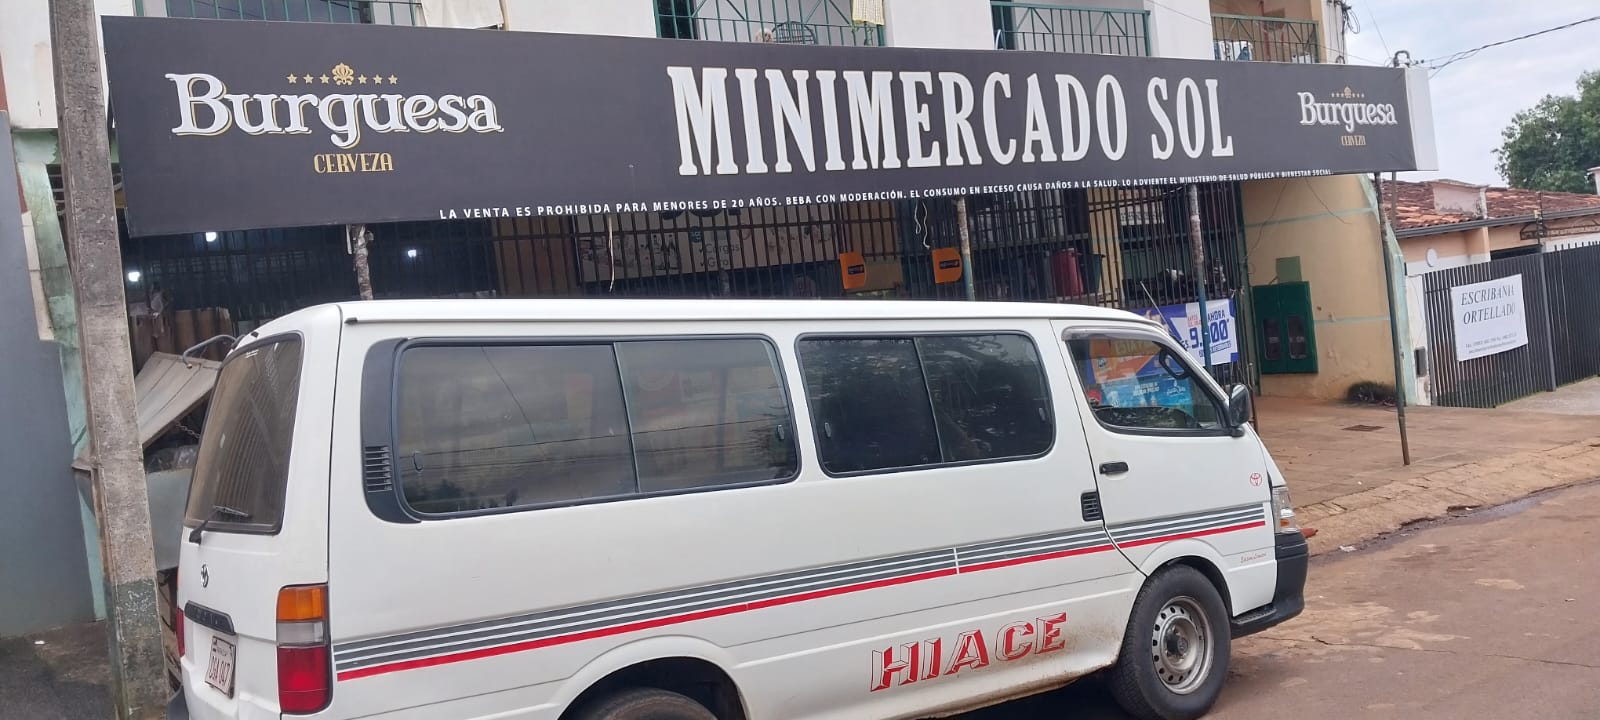 Burguesa
CERVEZA
MINIMERCADO SOL
Burguesa
CERVEZA
LA VENTA ES PROHIBIDA PARA MENORES DE 20 AÑOS. BEBA CON MODERACIÓN. EL CONSUMO EN EXCESO CAUSA DAÑOS A LA SALUD. LO ADVIERTE EL MINISTERIO DE SALUD PÚBLICA Y BIENESTAR SOCIAL.
Cargas
Giros
ESCRIBANIA
ORTELLADO
AHORA
HIACE